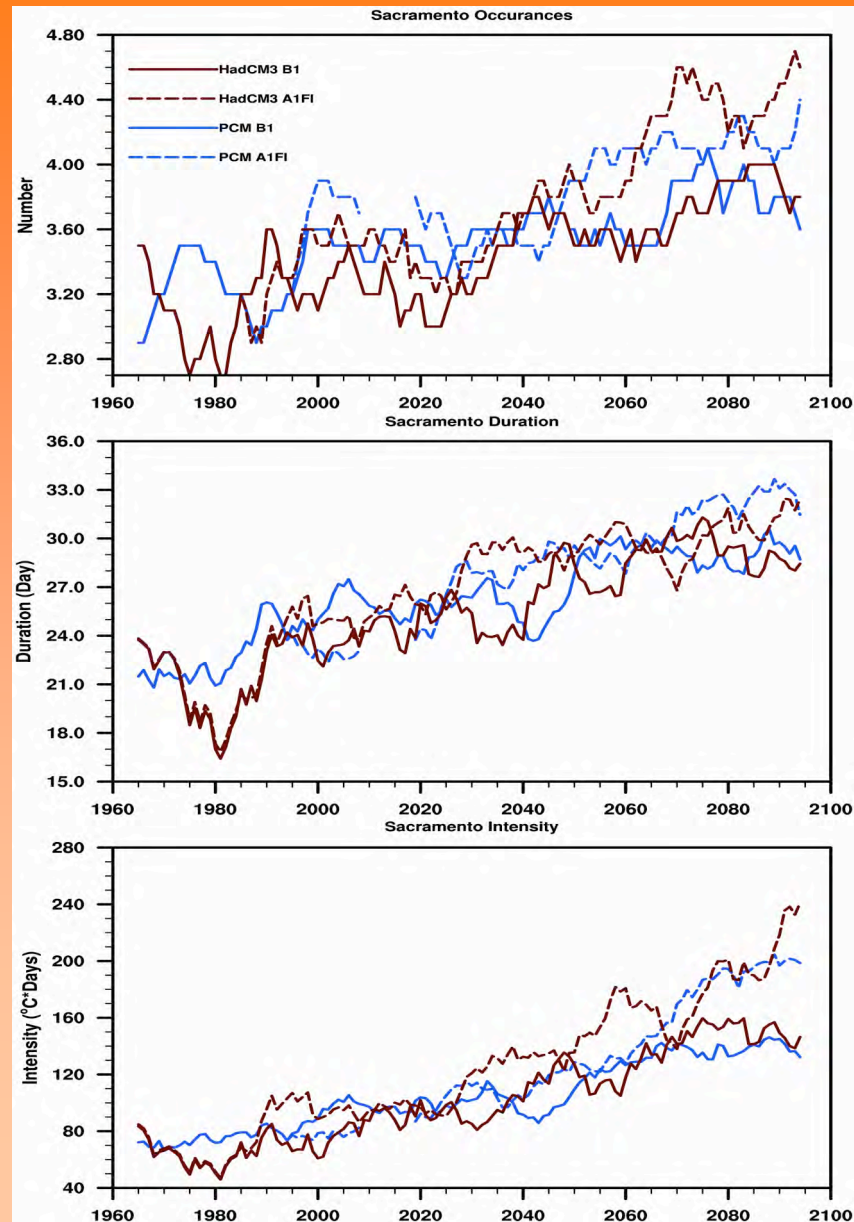 Sacramento Occurances
4.80
4.40
4.00
3.60
3.20
2.80
Number
HadCM3 B1
HadCM3 A1FI
PCM B1
PCM A1FI
1960 1980 2000 2020 2040 2060 2080 2100
Sacramento Duration
36.0
33.0
30.0
27.0
24.0
21.0
18.0
15.0
Duration (Day)
1960 1980 2000 2020 2040 2060 2080 2100
Sacramento Intensity
280
240
200
160
120
80
40
Intensity (°C*Days)
1960 1980 2000 2020 2040 2060 2080 2100